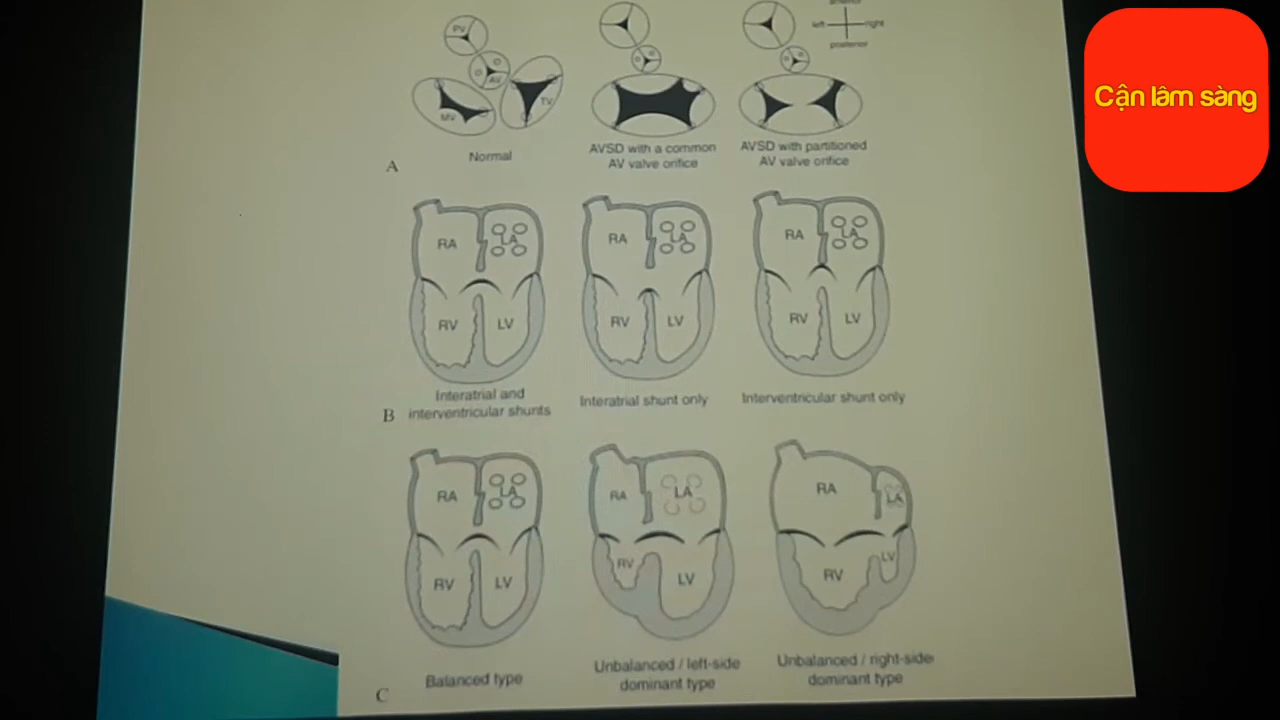 Cận lâm sàng
left
right
posterior
PV
AV
MV
TV
Normal
AVSD with a common
AV valve orifice
AVSD with partitioned
AV valve orifice
A
RA
LA
RV
LV
RA
LA
RV
LV
RA
LA
RV
LV
Interatrial and
interventricular shunts
Interatrial shunt only
Interventricular shunt only
B
RA
LA
RV
LV
RA
LA
RV
LV
RA
LA
RV
LV
Balanced type
Unbalanced / left-side
dominant type
Unbalanced / right-side
dominant type
C